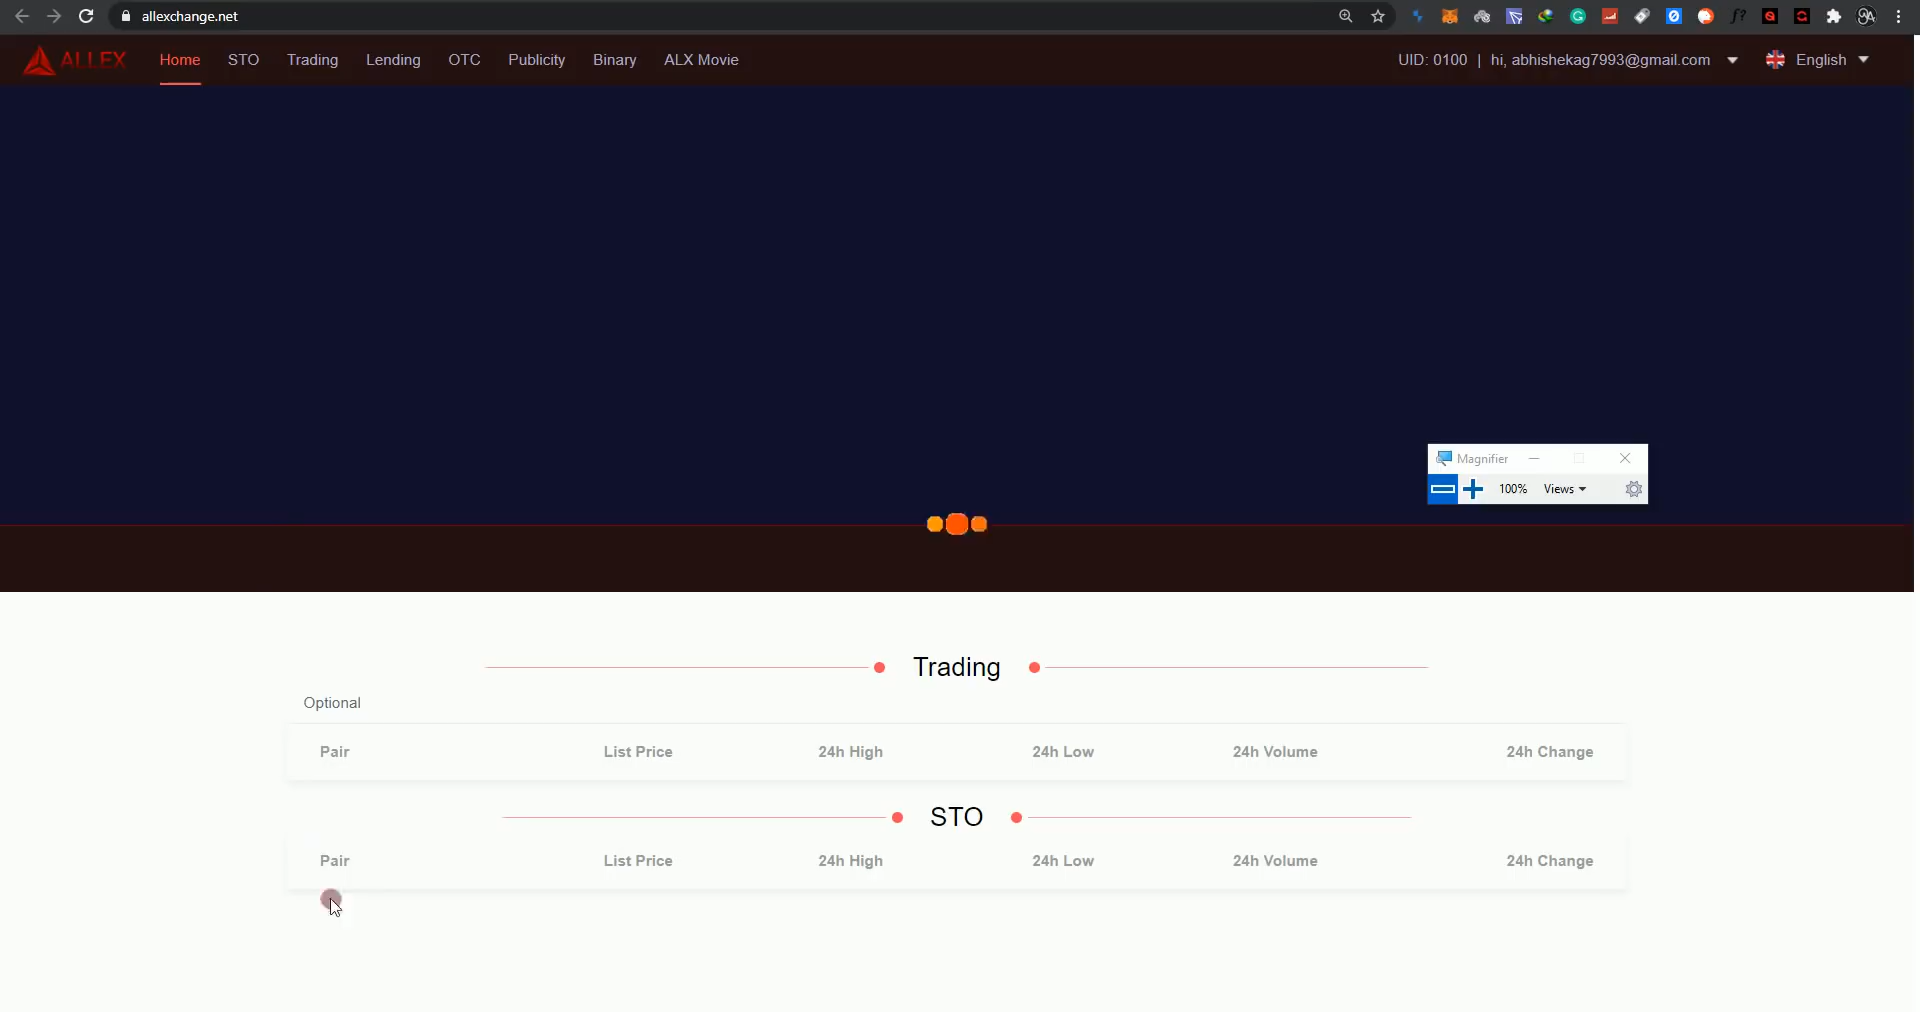 allexchange.net
ALLEX Home STO Trading Lending OTC Publicity Binary ALX Movie UID: 0100 | hi, abhishekag7993@gmail.com English
Magnifier
100% Views
Trading
Optional
Pair List Price 24h High 24h Low 24h Volume 24h Change
STO
Pair List Price 24h High 24h Low 24h Volume 24h Change